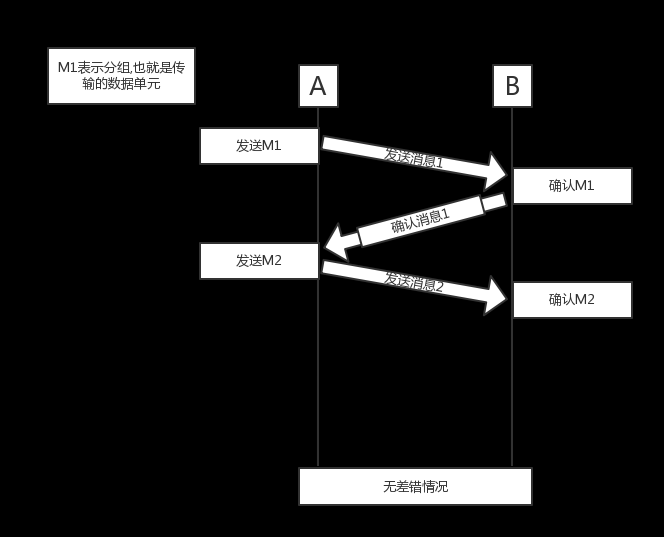 M1表示分组,也就是传
输的数据单元
A
B
发送M1
发送消息1
确认M1
确认消息1
发送M2
发送消息2
确认M2
无差错情况